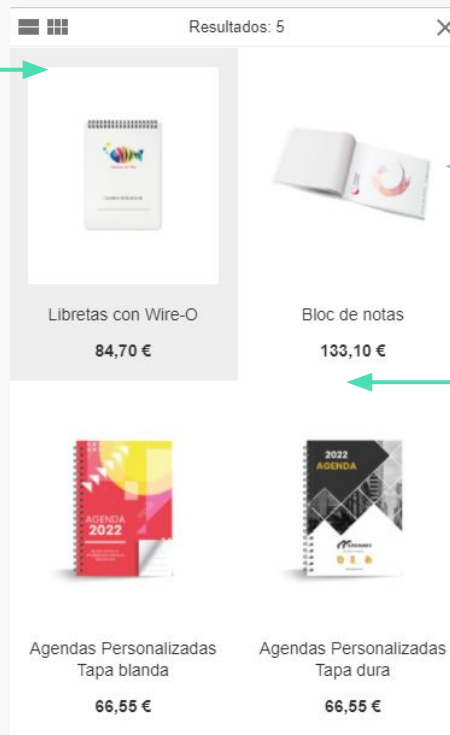 Resultados: 5
Libretas con Wire-O
84,70 €
Bloc de notas
133,10 €
AGENDA
2022
2022
AGENDA
Agendas Personalizadas
Tapa blanda
66,55 €
Agendas Personalizadas
Tapa dura
66,55 €